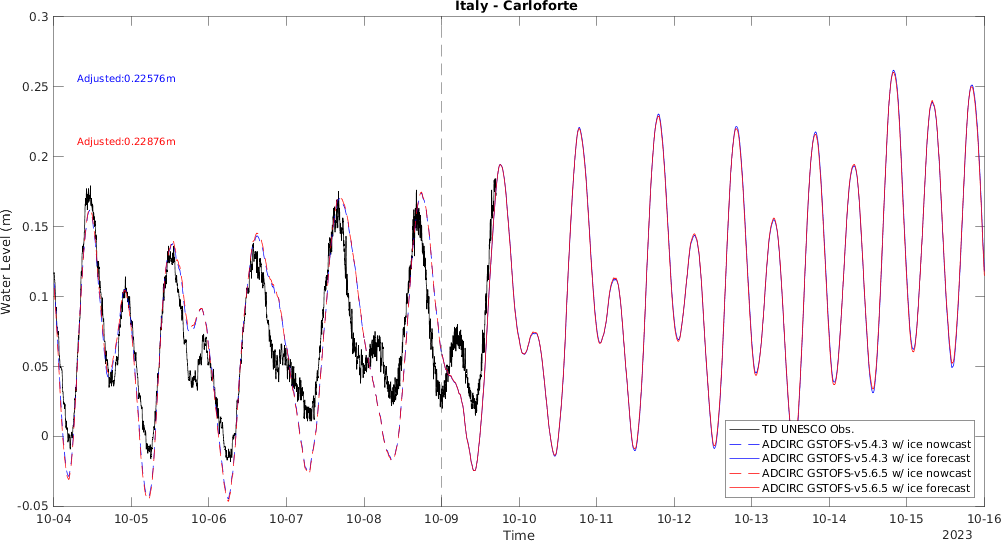 Italy - Carloforte
0.3
0.25
0.2
0.15
0.1
0.05
0
-0.05
Water Level (m)
Adjusted:0.22576m
Adjusted:0.22876m
TD UNESCO Obs.
ADCIRC GSTOFS-v5.4.3 w/ ice nowcast
ADCIRC GSTOFS-v5.4.3 w/ ice forecast
ADCIRC GSTOFS-v5.6.5 w/ ice nowcast
ADCIRC GSTOFS-v5.6.5 w/ ice forecast
10-04 10-05 10-06 10-07 10-08 10-09 10-10 10-11 10-12 10-13 10-14 10-15 10-16
Time
2023